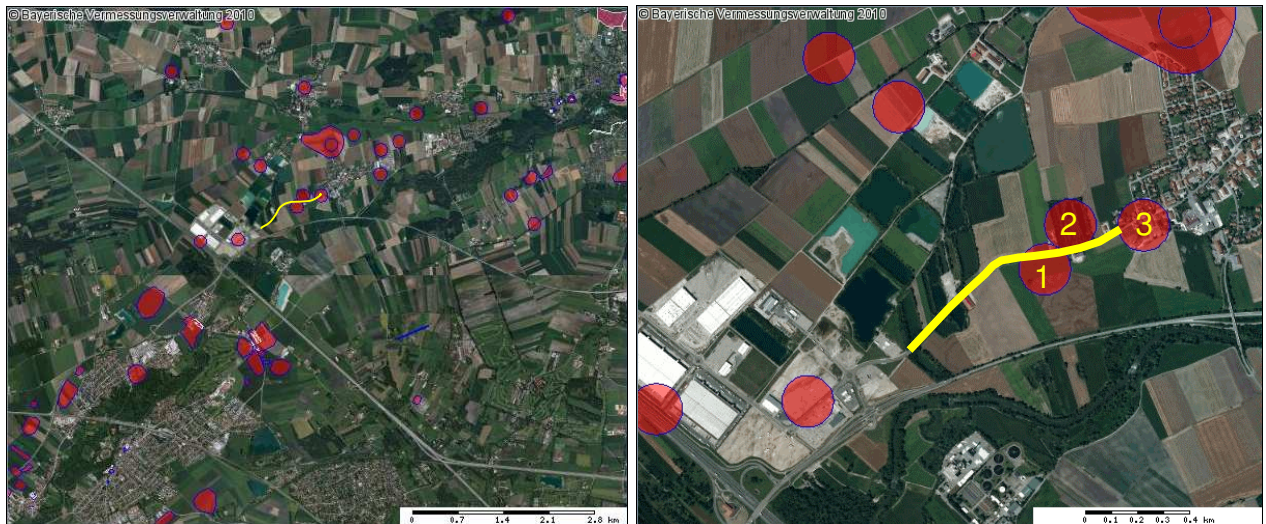 © Bayerische Vermessungsverwaltung 2010
0 0.7 1.4 2.1 2.8 km
© Bayerische Vermessungsverwaltung 2010
2
3
1
0 0.1 0.2 0.3 0.4 km